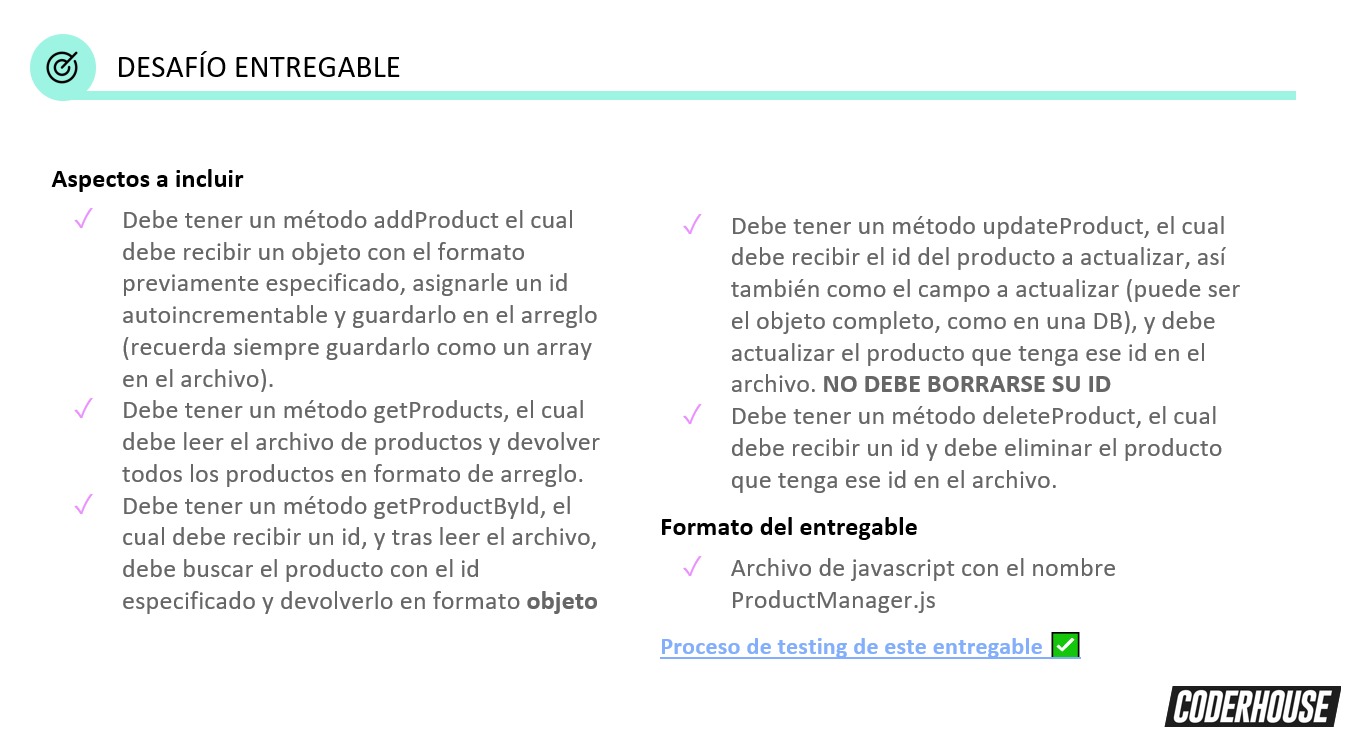 DESAFÍO ENTREGABLE
Aspectos a incluir
Debe tener un método addProduct el cual
debe recibir un objeto con el formato
previamente especificado, asignarle un id
autoincrementable y guardarlo en el arreglo
(recuerda siempre guardarlo como un array
en el archivo).
Debe tener un método getProducts, el cual
debe leer el archivo de productos y devolver
todos los productos en formato de arreglo.
Debe tener un método getProductById, el
cual debe recibir un id, y tras leer el archivo,
debe buscar el producto con el id
especificado y devolverlo en formato objeto
Debe tener un método updateProduct, el cual
debe recibir el id del producto a actualizar, así
también como el campo a actualizar (puede ser
el objeto completo, como en una DB), y debe
actualizar el producto que tenga ese id en el
archivo. NO DEBE BORRARSE SU ID
Debe tener un método deleteProduct, el cual
debe recibir un id y debe eliminar el producto
que tenga ese id en el archivo.
Formato del entregable
Archivo de javascript con el nombre
ProductManager.js
Proceso de testing de este entregable ✅
CODERHOUSE